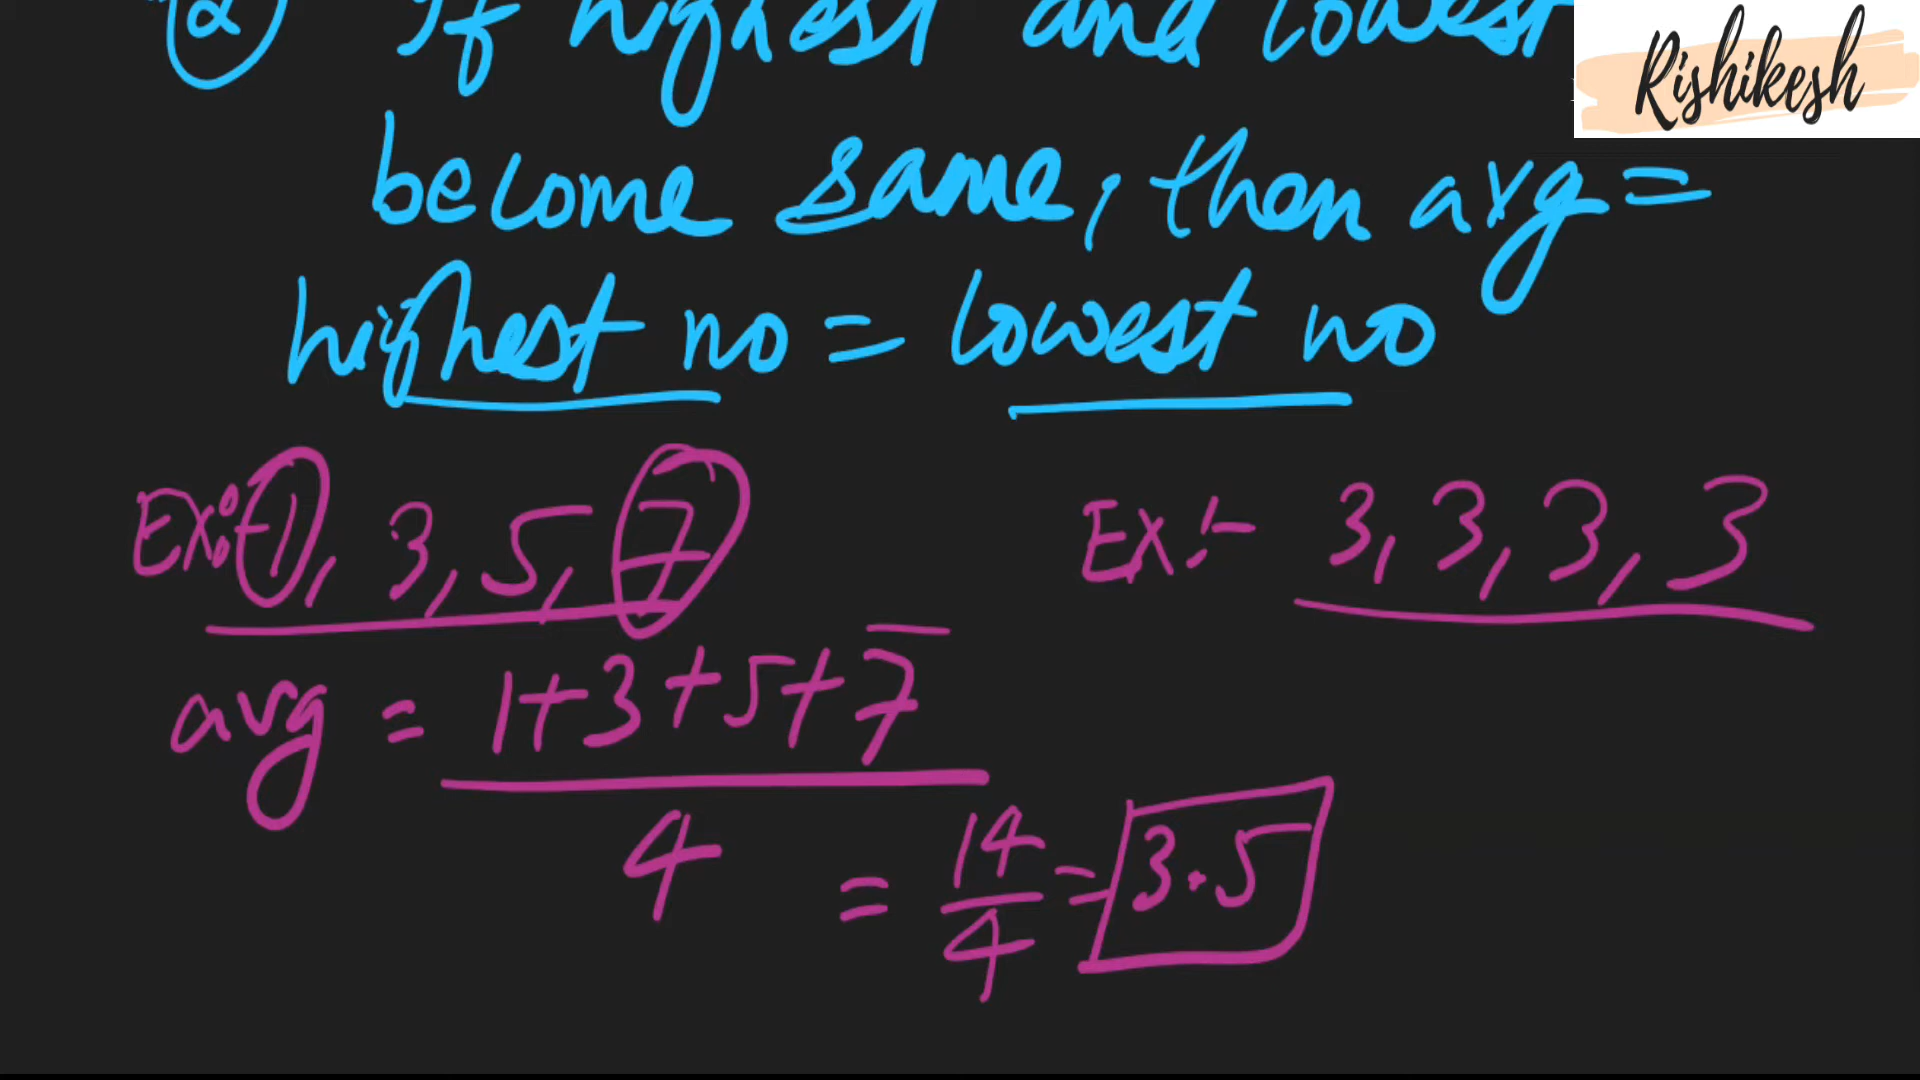 ② If highest and lowest
become same, then avg =
highest no = lowest no
Ex:- 1, 3, 5, 7
Ex:- 3, 3, 3, 3
avg = 1+3+5+7
4
= 14/4 = 3.5
Rishikesh